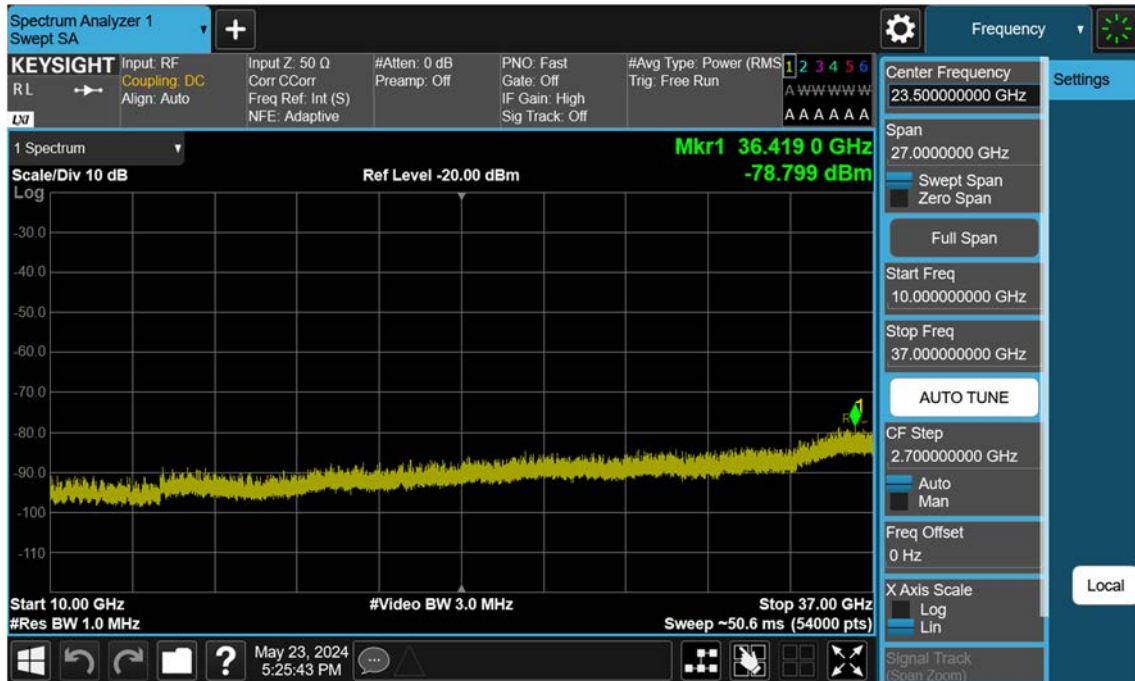 Spectrum Analyzer 1
Swept SA
Frequency
KEYSIGHT
R L
LXI
Input: RF
Coupling: DC
Align: Auto
Input Z: 50 Ω
Corr CCorr
Freq Ref: Int (S)
NFE: Adaptive
#Atten: 0 dB
Preamp: Off
PNO: Fast
Gate: Off
IF Gain: High
Sig Track: Off
#Avg Type: Power (RMS
Trig: Free Run
1 2 3 4 5 6
A W W W W W
A A A A A A
1 Spectrum
Scale/Div 10 dB
Ref Level -20.00 dBm
Mkr1 36.419 0 GHz
-78.799 dBm
Log
-30.0
-40.0
-50.0
-60.0
-70.0
-80.0
-90.0
-100
-110
1
Start 10.00 GHz
#Video BW 3.0 MHz
Stop 37.00 GHz
#Res BW 1.0 MHz
Sweep ~50.6 ms (54000 pts)
?
May 23, 2024
5:25:43 PM
Center Frequency
23.500000000 GHz
Span
27.0000000 GHz
Swept Span
Zero Span
Full Span
Start Freq
10.000000000 GHz
Stop Freq
37.000000000 GHz
AUTO TUNE
CF Step
2.700000000 GHz
Auto
Man
Freq Offset
0 Hz
X Axis Scale
Log
Lin
Signal Track
(Span Zoom)
Settings
Local